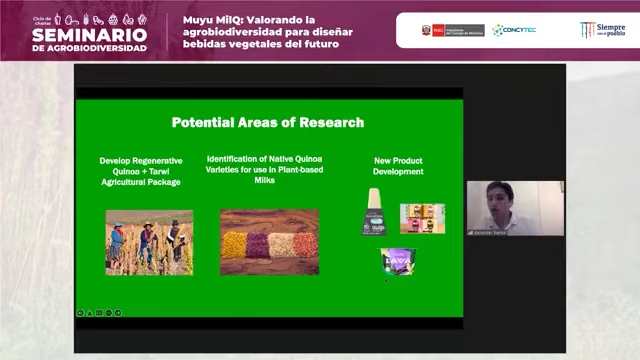 Ciclo de
charlas
SEMINARIO
DE AGROBIODIVERSIDAD
Muyu MilQ: Valorando la
agrobiodiversidad para diseñar
bebidas vegetales del futuro
PERÚ
CONCYTEC
Siempre
con el pueblo
Potential Areas of Research
Develop Regenerative
Quinoa + Tarwi
Agricultural Package
Identification of Native Quinoa
Varieties for use in Plant-based
Milks
New Product
Development
LAVVA